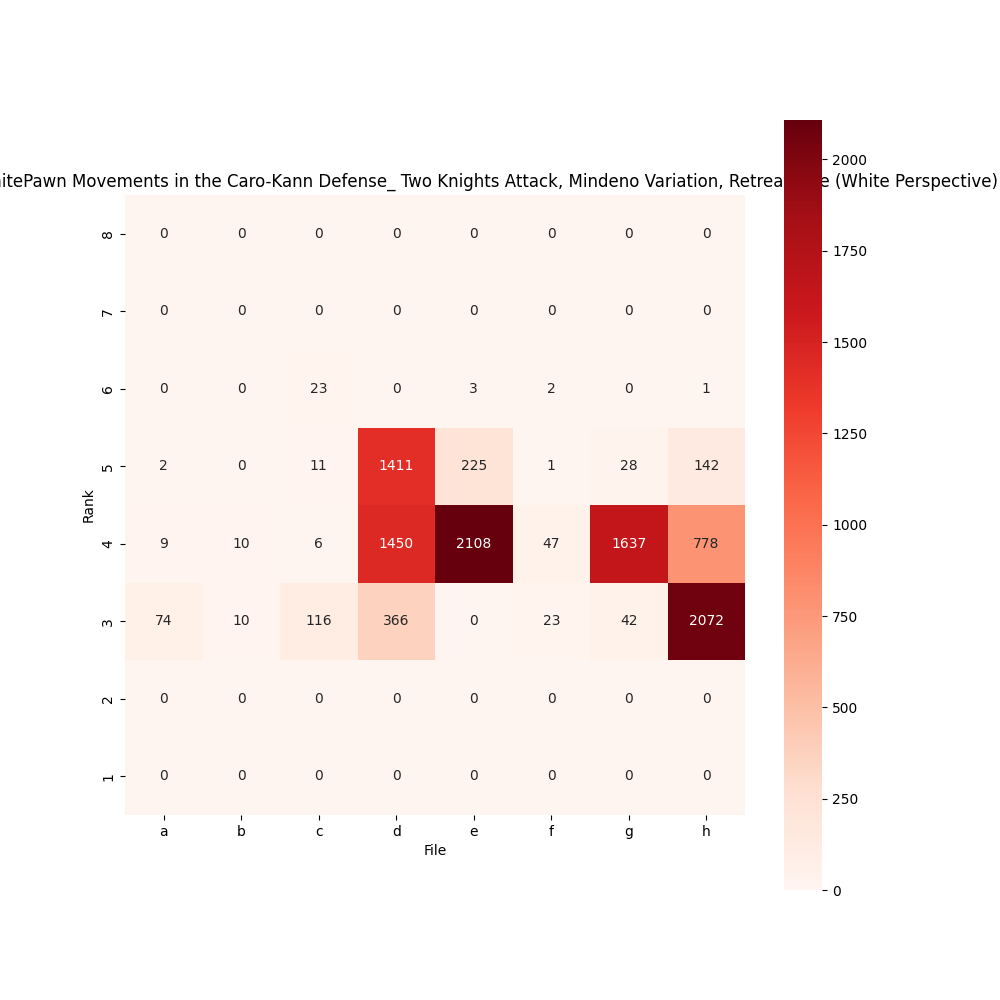 itePawn Movements in the Caro-Kann Defense_ Two Knights Attack, Mindeno Variation, Retrea e (White Perspective)
8 0 0 0 0 0 0 0 0
7 0 0 0 0 0 0 0 0
6 0 0 23 0 3 2 0 1
5 2 0 11 1411 225 1 28 142
Rank
4 9 10 6 1450 2108 47 1637 778
3 74 10 116 366 0 23 42 2072
2 0 0 0 0 0 0 0 0
1 0 0 0 0 0 0 0 0
a b c d e f g h
File
2000
1750
1500
1250
1000
750
500
250
0